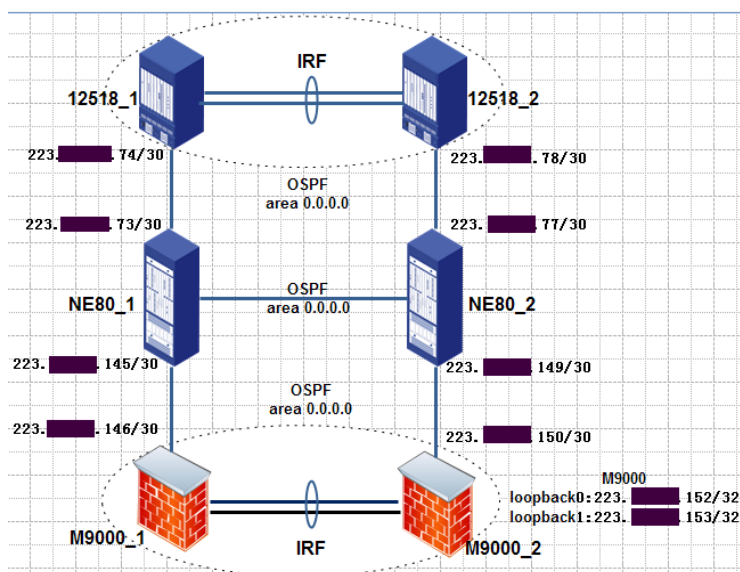 IRF
12518_1
12518_2
223. .74/30
223. .78/30
OSPF
area 0.0.0.0
223. .73/30
223. .77/30
NE80_1
OSPF
area 0.0.0.0
NE80_2
223. .145/30
223. .149/30
OSPF
area 0.0.0.0
223. .146/30
223. .150/30
M9000
loopback0:223. .152/32
loopback1:223. .153/32
M9000_1
IRF
M9000_2